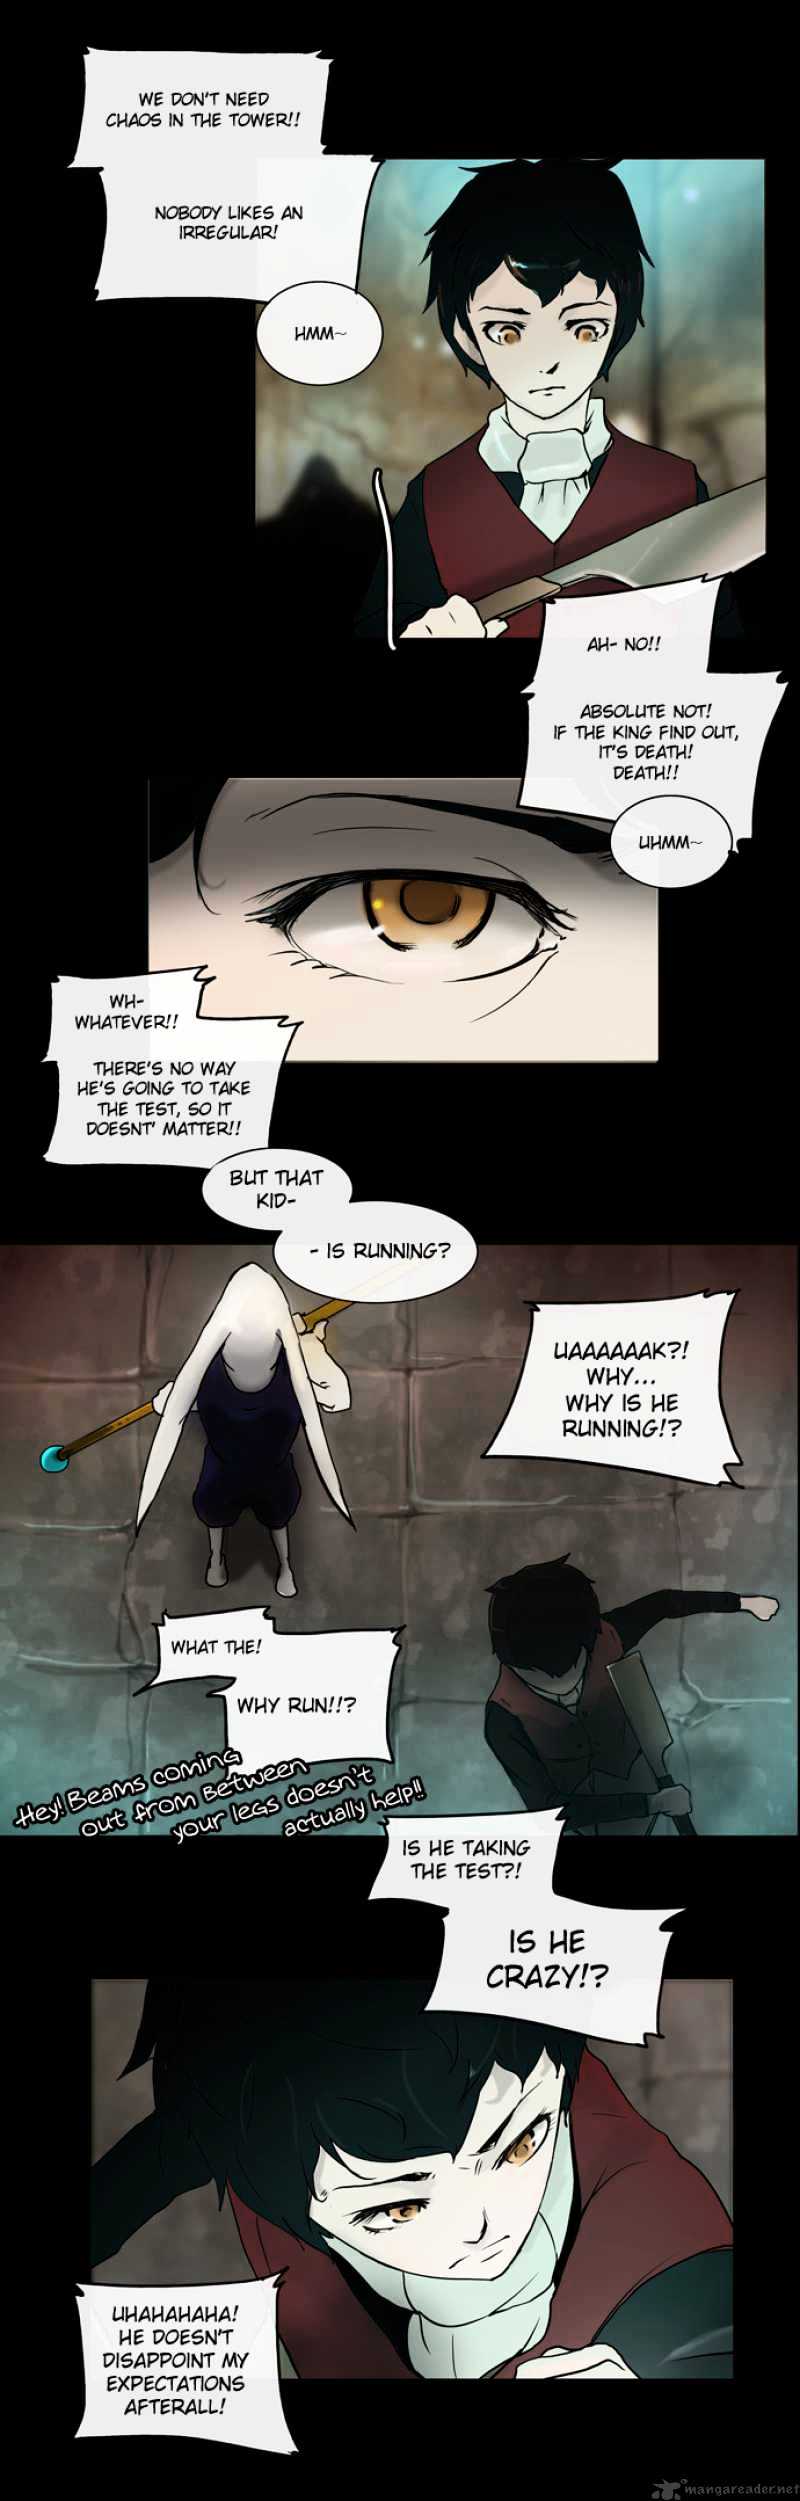 WE DON'T NEED
CHAOS IN THE TOWER!!
NOBODY LIKES AN
IRREGULAR!
HMM~
AH- NO!!
ABSOLUTE NOT!
IF THE KING FIND OUT,
IT'S DEATH!
DEATH!!
UHMM~
WH-
WHATEVER!!
THERE'S NO WAY
HE'S GOING TO TAKE
THE TEST, SO IT
DOESNT' MATTER!!
BUT THAT
KID-
- IS RUNNING?
UAAAAAAK?!
WHY...
WHY IS HE
RUNNING!?
WHAT THE!
WHY RUN!!?
Hey! Beams coming
out from Between
your legs doesn't
actually help!!
IS HE TAKING
THE TEST?!
IS HE
CRAZY!?
UHAHAHAHA!
HE DOESN'T
DISAPPOINT MY
EXPECTATIONS
AFTERALL!
mangareader.net